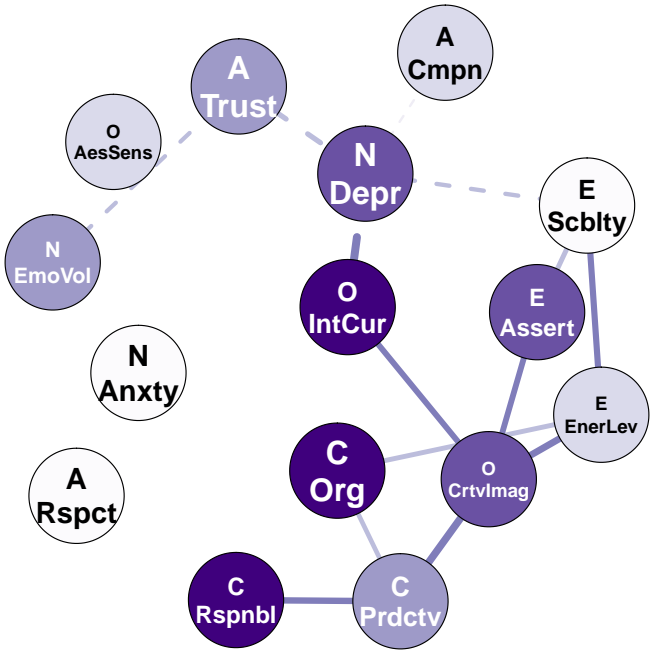 A
Cmpn
A
Trust
O
AesSens
N
Depr
E
Scblty
N
EmoVol
O
IntCur
E
Assert
N
Anxty
E
EnerLev
C
Org
O
CrtvImag
A
Rspct
C
Rspnbl
C
Prdctv